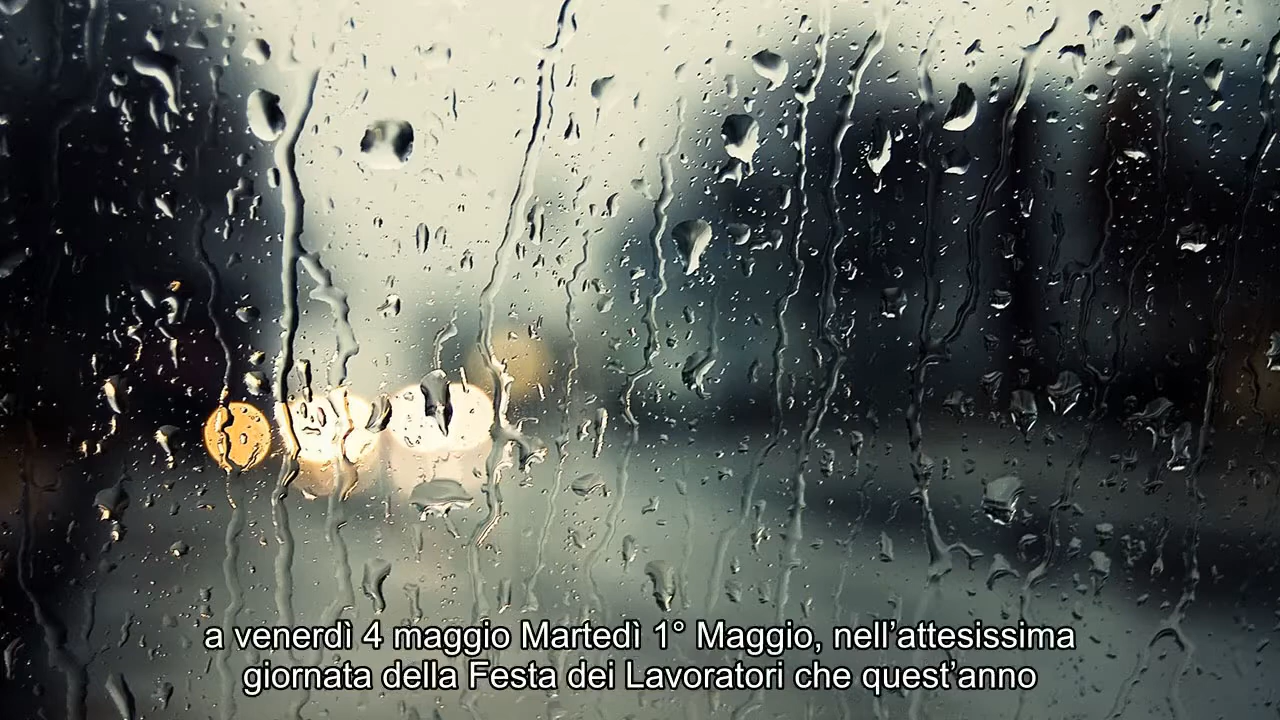 a venerdì 4 maggio Martedì 1° Maggio, nell’attesissima
giornata della Festa dei Lavoratori che quest’anno